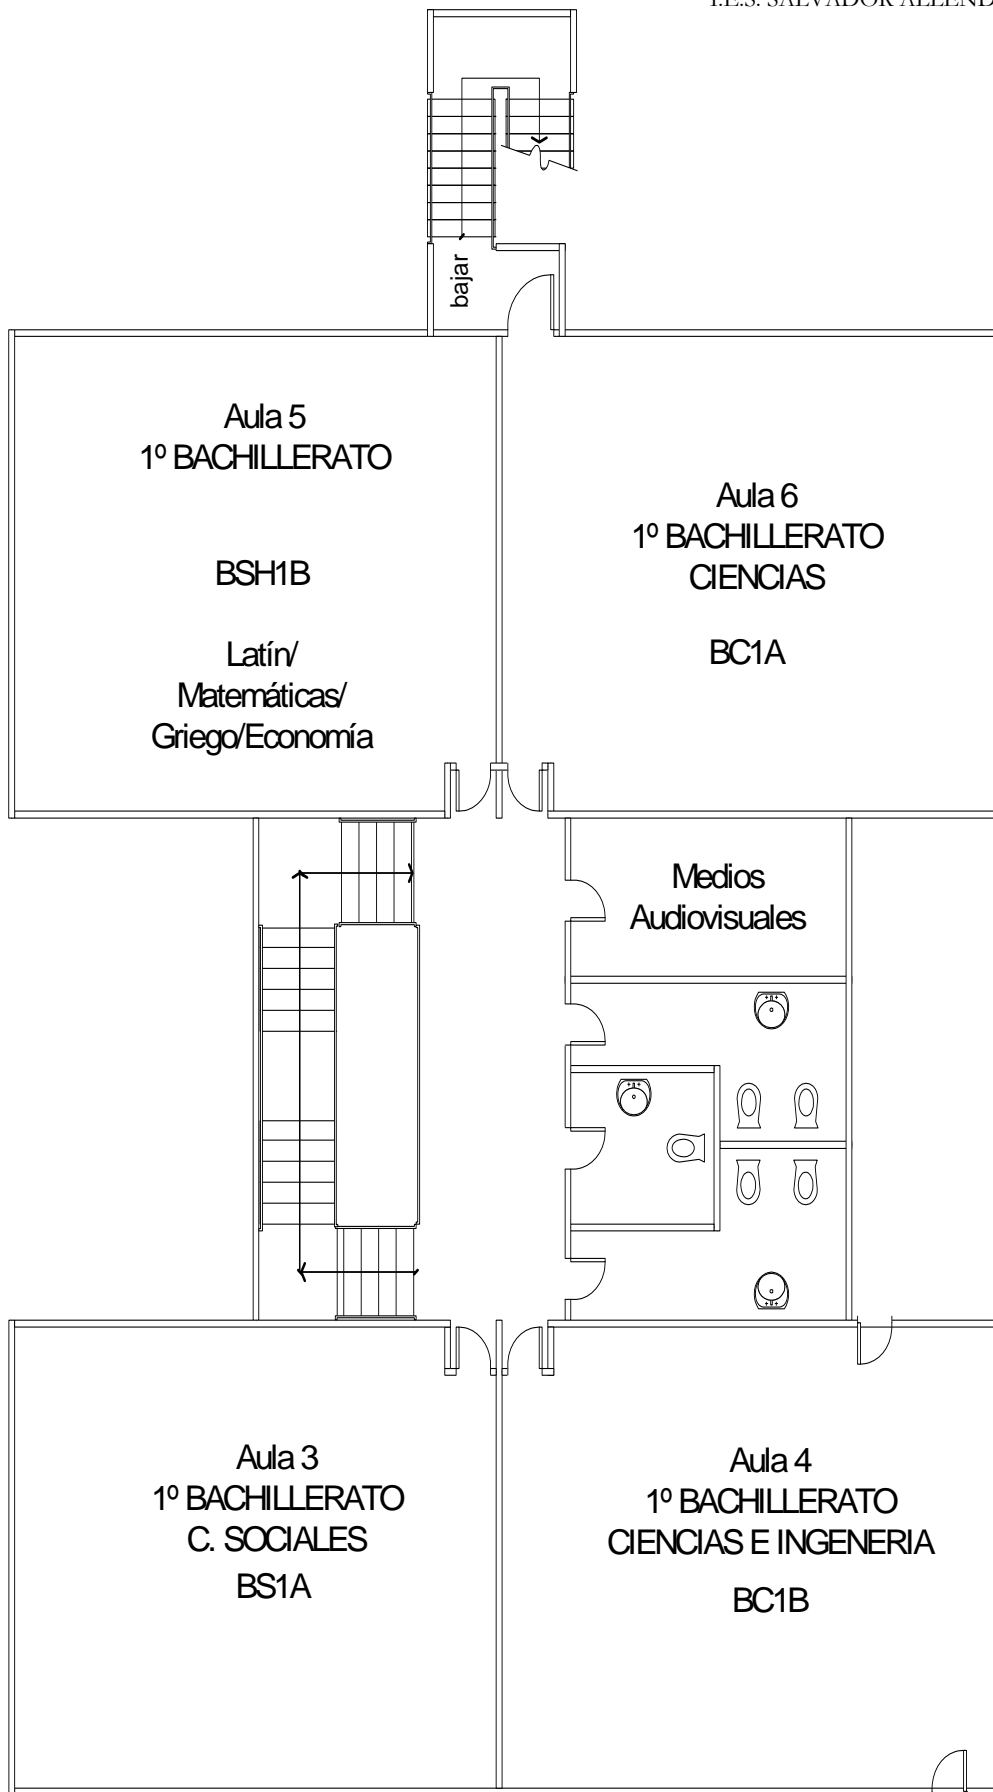 I.E.S. SALVADOR ALLEND
bajar
Aula 5
1º BACHILLERATO
BSH1B
Latín/
Matemáticas/
Griego/Economía
Aula 6
1º BACHILLERATO
CIENCIAS
BC1A
Medios
Audiovisuales
Aula 3
1º BACHILLERATO
C. SOCIALES
BS1A
Aula 4
1º BACHILLERATO
CIENCIAS E INGENERIA
BC1B